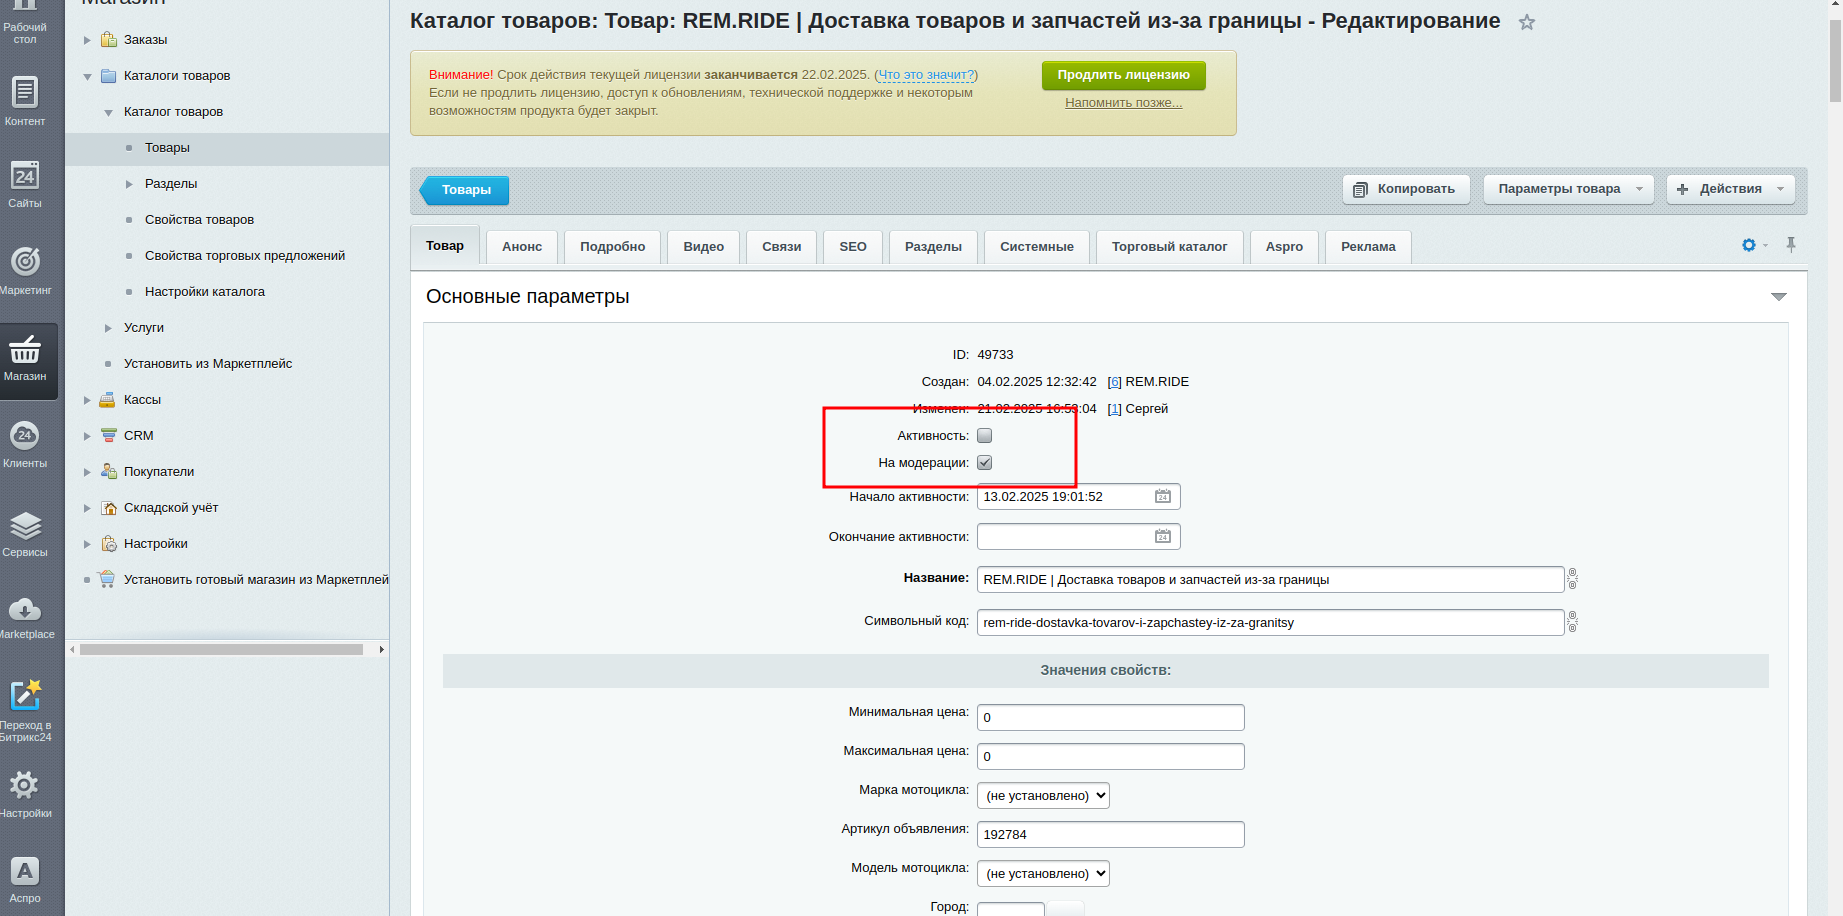 Рабочий
стол
Контент
Сайты
Маркетинг
Магазин
Клиенты
Сервисы
Marketplace
Переход в
Битрикс24
Настройки
Аспро
Магазин
Заказы
Каталоги товаров
Каталог товаров
Товары
Разделы
Свойства товаров
Свойства торговых предложений
Настройки каталога
Услуги
Установить из Маркетплейс
Кассы
CRM
Покупатели
Складской учёт
Настройки
Установить готовый магазин из Маркетплей
Каталог товаров: Товар: REM.RIDE | Доставка товаров и запчастей из-за границы - Редактирование
Внимание! Срок действия текущей лицензии заканчивается 22.02.2025. (Что это значит?)
Если не продлить лицензию, доступ к обновлениям, технической поддержке и некоторым
возможностям продукта будет закрыт.
Продлить лицензию
Напомнить позже...
Товары
Копировать
Параметры товара
Действия
Товар
Анонс
Подробно
Видео
Связи
SEO
Разделы
Системные
Торговый каталог
Aspro
Реклама
Основные параметры
ID: 49733
Создан: 04.02.2025 12:32:42 [6] REM.RIDE
Изменен: 21.02.2025 16:53:04 [1] Сергей
Активность:
На модерации:
Начало активности: 13.02.2025 19:01:52
Окончание активности:
Название: REM.RIDE | Доставка товаров и запчастей из-за границы
Символьный код: rem-ride-dostavka-tovarov-i-zapchastey-iz-za-granitsy
Значения свойств:
Минимальная цена: 0
Максимальная цена: 0
Марка мотоцикла: (не установлено)
Артикул объявления: 192784
Модель мотоцикла: (не установлено)
Город: